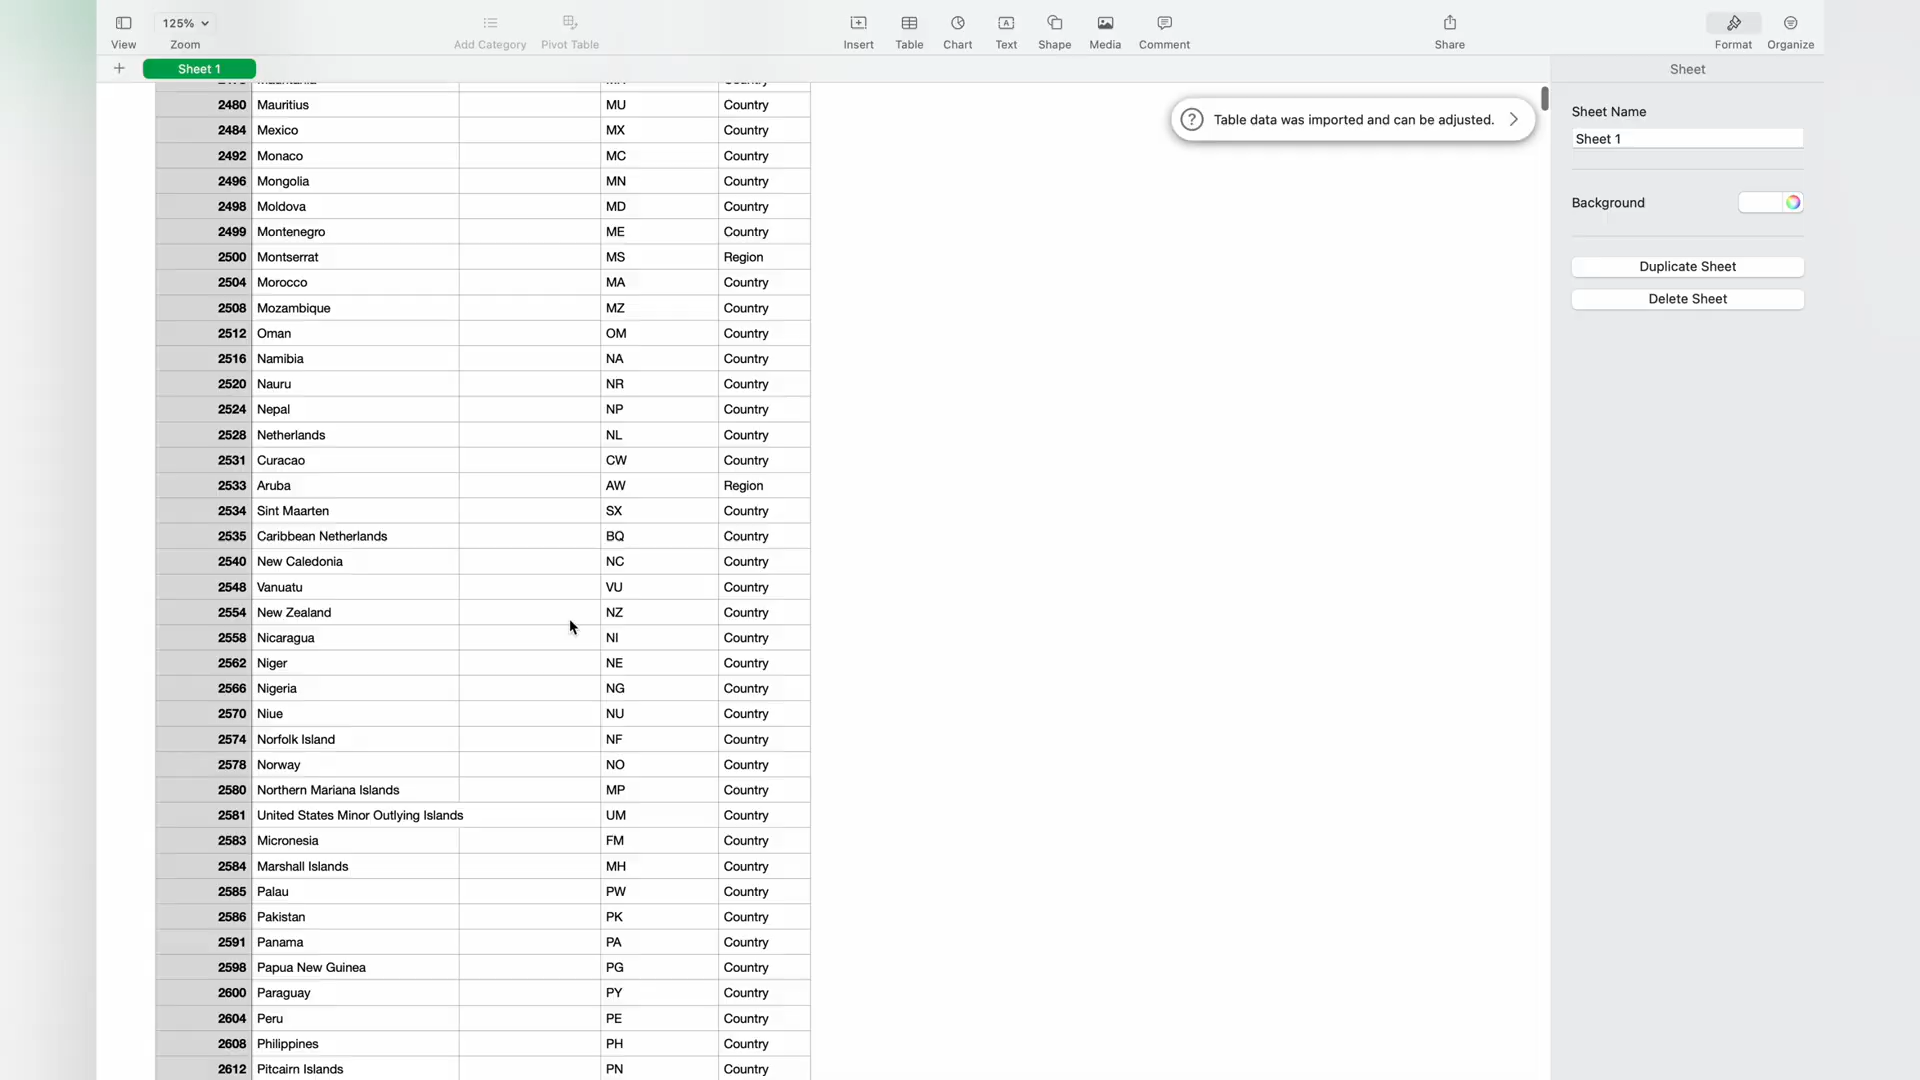 125%
View
Zoom
Add Category
Pivot Table
Insert
Table
Chart
Text
Shape
Media
Comment
Share
Format
Organize
Sheet 1
Sheet
2480 Mauritius MU Country
2484 Mexico MX Country
2492 Monaco MC Country
2496 Mongolia MN Country
2498 Moldova MD Country
2499 Montenegro ME Country
2500 Montserrat MS Region
2504 Morocco MA Country
2508 Mozambique MZ Country
2512 Oman OM Country
2516 Namibia NA Country
2520 Nauru NR Country
2524 Nepal NP Country
2528 Netherlands NL Country
2531 Curacao CW Country
2533 Aruba AW Region
2534 Sint Maarten SX Country
2535 Caribbean Netherlands BQ Country
2540 New Caledonia NC Country
2548 Vanuatu VU Country
2554 New Zealand NZ Country
2558 Nicaragua NI Country
2562 Niger NE Country
2566 Nigeria NG Country
2570 Niue NU Country
2574 Norfolk Island NF Country
2578 Norway NO Country
2580 Northern Mariana Islands MP Country
2581 United States Minor Outlying Islands UM Country
2583 Micronesia FM Country
2584 Marshall Islands MH Country
2585 Palau PW Country
2586 Pakistan PK Country
2591 Panama PA Country
2598 Papua New Guinea PG Country
2600 Paraguay PY Country
2604 Peru PE Country
2608 Philippines PH Country
2612 Pitcairn Islands PN Country
Table data was imported and can be adjusted.
Sheet Name
Sheet 1
Background
Duplicate Sheet
Delete Sheet